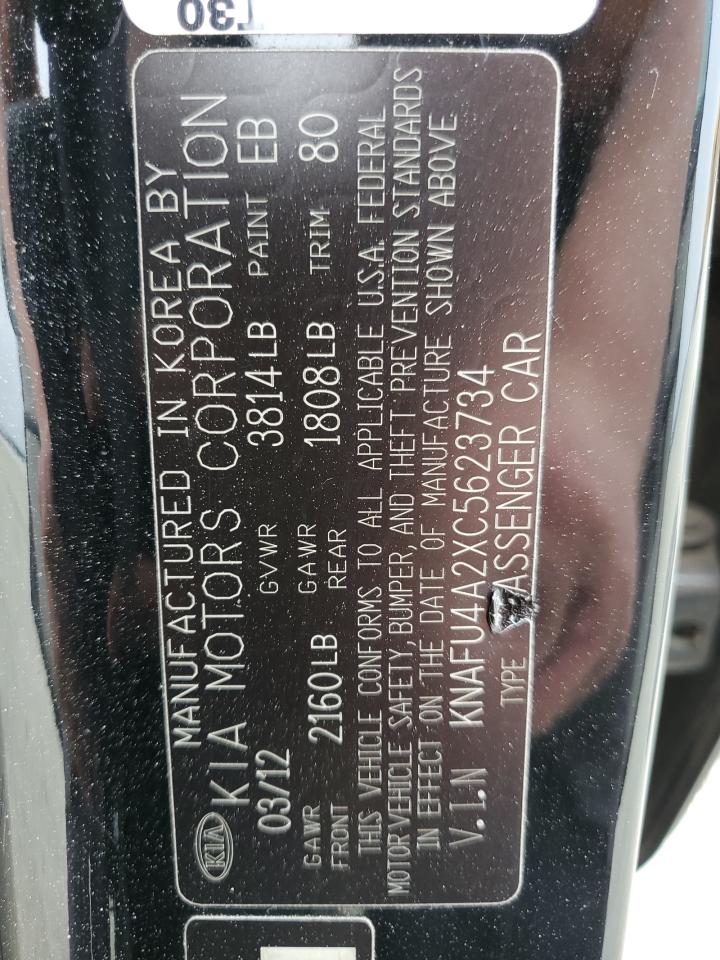 T30
MANUFACTURED IN KOREA BY
KIA KIA MOTORS CORPORATION
03/12 GVWR 3814LB PAINT EB
GAWR FRONT 2160LB GAWR REAR 1808LB TRIM 80
THIS VEHICLE CONFORMS TO ALL APPLICABLE U.S.A. FEDERAL
MOTOR VEHICLE SAFETY, BUMPER, AND THEFT PREVENTION STANDARDS
IN EFFECT ON THE DATE OF MANUFACTURE SHOWN ABOVE
V.I.N KNAFU4A2XC5623734
TYPE ASSENGER CAR